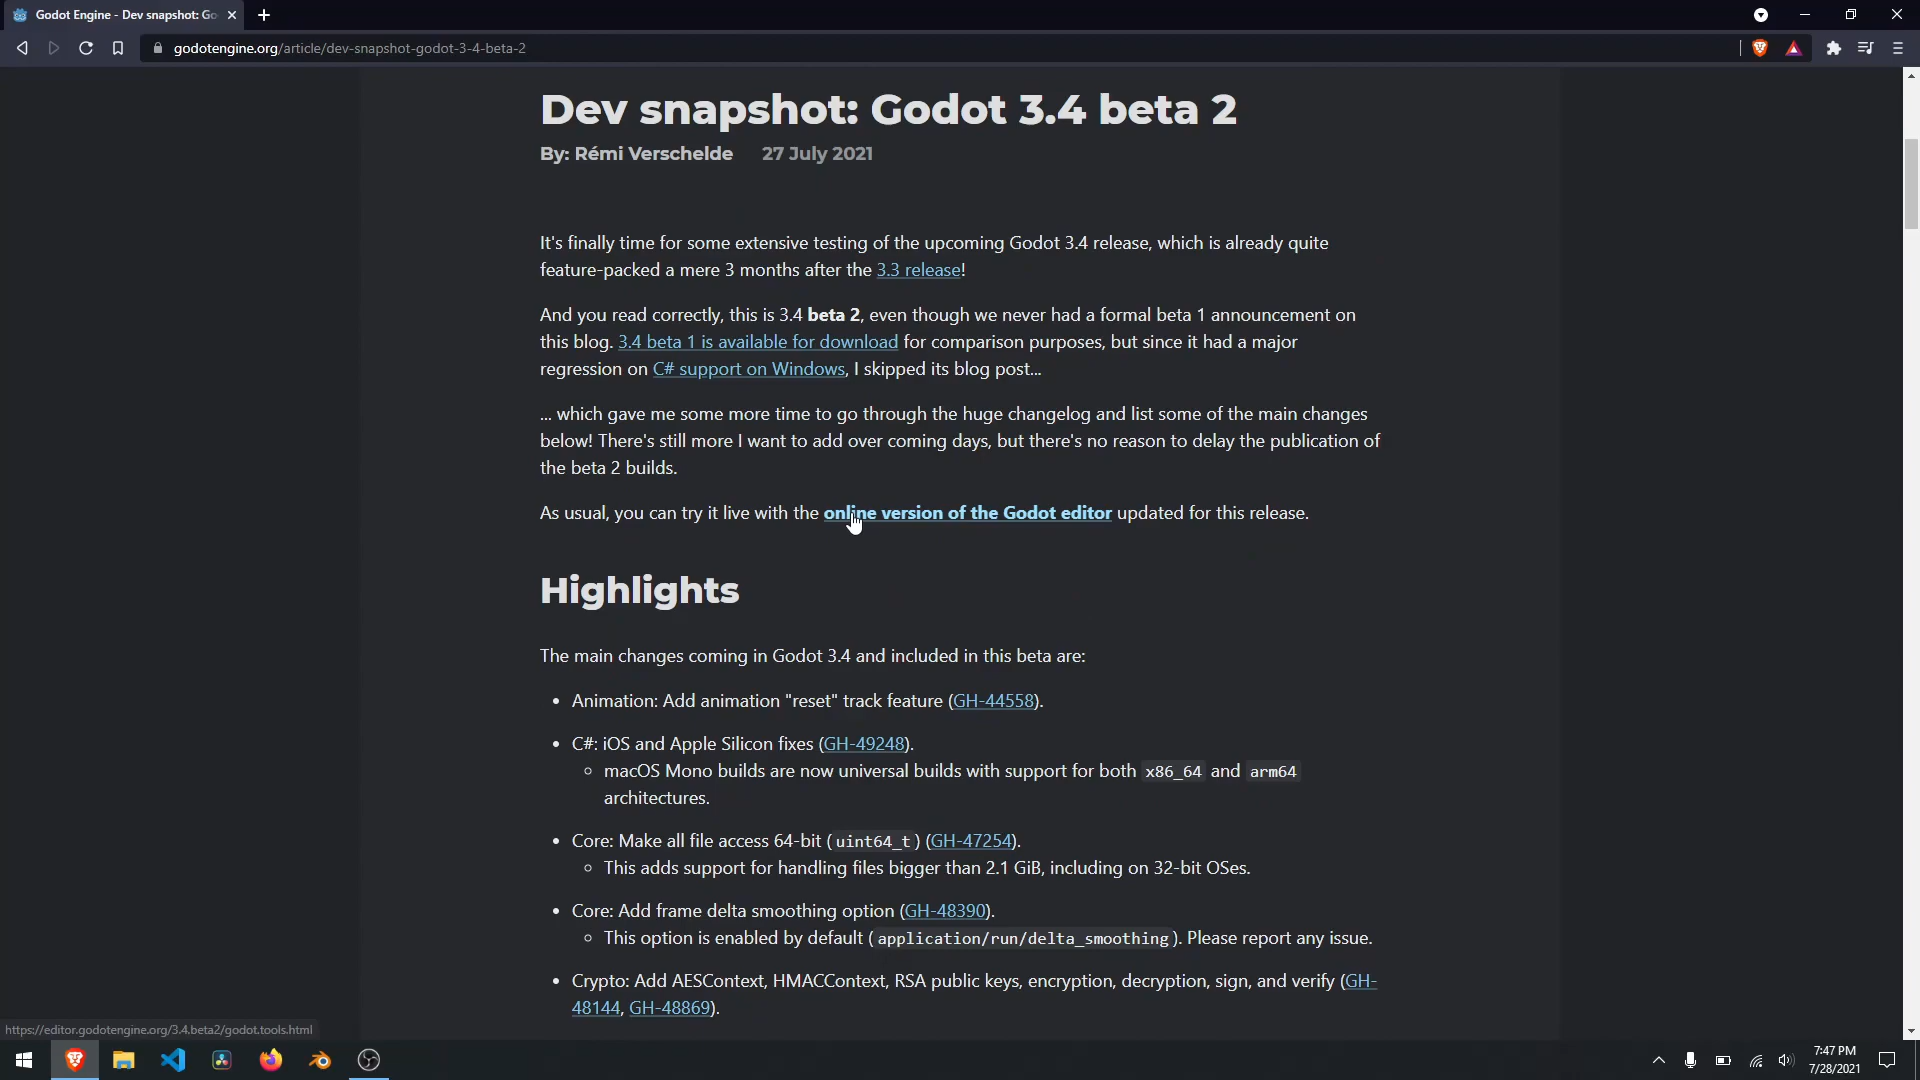 Godot Engine - Dev snapshot: Go
godotengine.org/article/dev-snapshot-godot-3-4-beta-2
Dev snapshot: Godot 3.4 beta 2
By: Rémi Verschelde 27 July 2021
It's finally time for some extensive testing of the upcoming Godot 3.4 release, which is already quite
feature-packed a mere 3 months after the 3.3 release!
And you read correctly, this is 3.4 beta 2, even though we never had a formal beta 1 announcement on
this blog. 3.4 beta 1 is available for download for comparison purposes, but since it had a major
regression on C# support on Windows, I skipped its blog post...
... which gave me some more time to go through the huge changelog and list some of the main changes
below! There's still more I want to add over coming days, but there's no reason to delay the publication of
the beta 2 builds.
As usual, you can try it live with the online version of the Godot editor updated for this release.
Highlights
The main changes coming in Godot 3.4 and included in this beta are:
• Animation: Add animation "reset" track feature (GH-44558).
• C#: iOS and Apple Silicon fixes (GH-49248).
◦ macOS Mono builds are now universal builds with support for both x86_64 and arm64
architectures.
• Core: Make all file access 64-bit (uint64_t) (GH-47254).
◦ This adds support for handling files bigger than 2.1 GiB, including on 32-bit OSes.
• Core: Add frame delta smoothing option (GH-48390).
◦ This option is enabled by default (application/run/delta_smoothing). Please report any issue.
• Crypto: Add AESContext, HMACContext, RSA public keys, encryption, decryption, sign, and verify (GH-
48144, GH-48869).
https://editor.godotengine.org/3.4.beta2/godot.tools.html
7:47 PM
7/28/2021